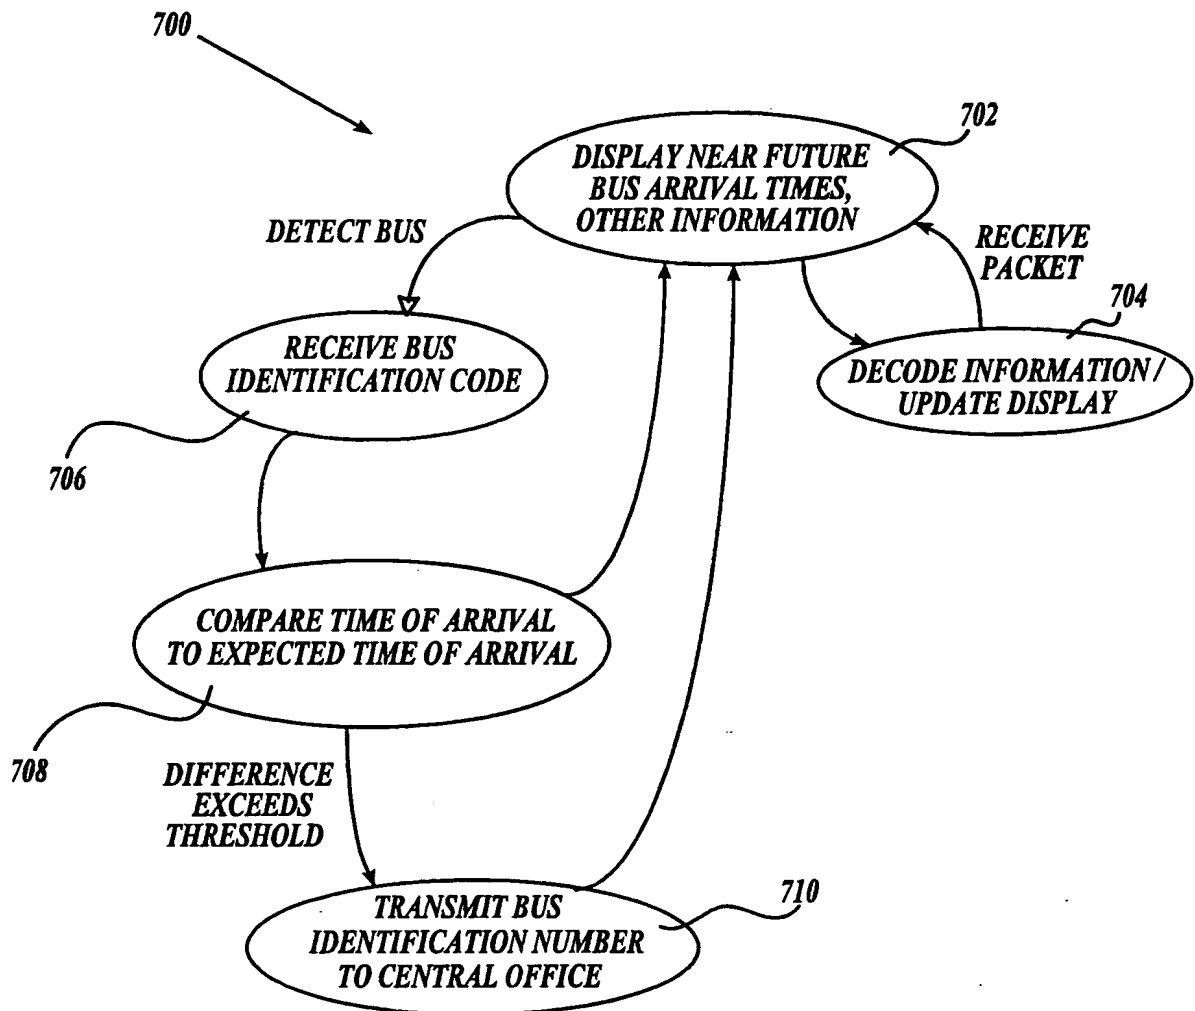 700
702
DISPLAY NEAR FUTURE
BUS ARRIVAL TIMES,
OTHER INFORMATION
DETECT BUS
RECEIVE
PACKET
704
RECEIVE BUS
IDENTIFICATION CODE
DECODE INFORMATION /
UPDATE DISPLAY
706
COMPARE TIME OF ARRIVAL
TO EXPECTED TIME OF ARRIVAL
708
DIFFERENCE
EXCEEDS
THRESHOLD
710
TRANSMIT BUS
IDENTIFICATION NUMBER
TO CENTRAL OFFICE